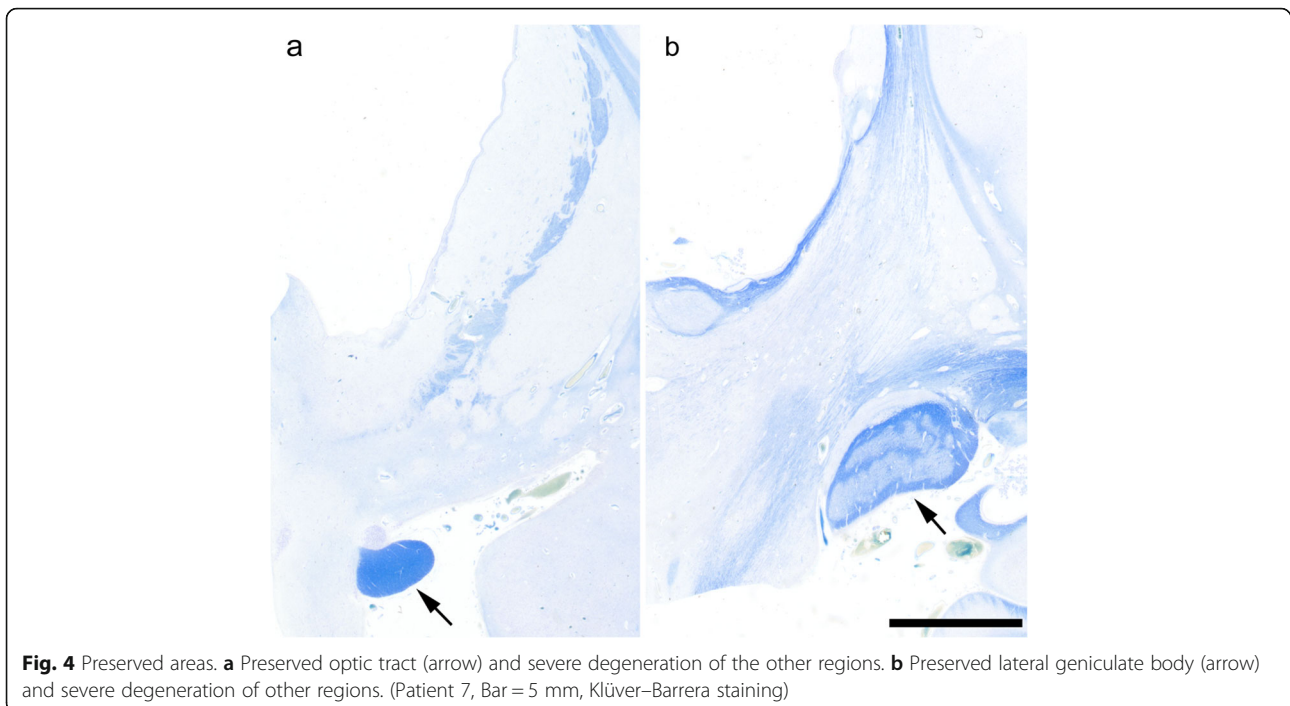 a
b
Fig. 4 Preserved areas. a Preserved optic tract (arrow) and severe degeneration of the other regions. b Preserved lateral geniculate body (arrow)
and severe degeneration of other regions. (Patient 7, Bar = 5 mm, Klüver–Barrera staining)